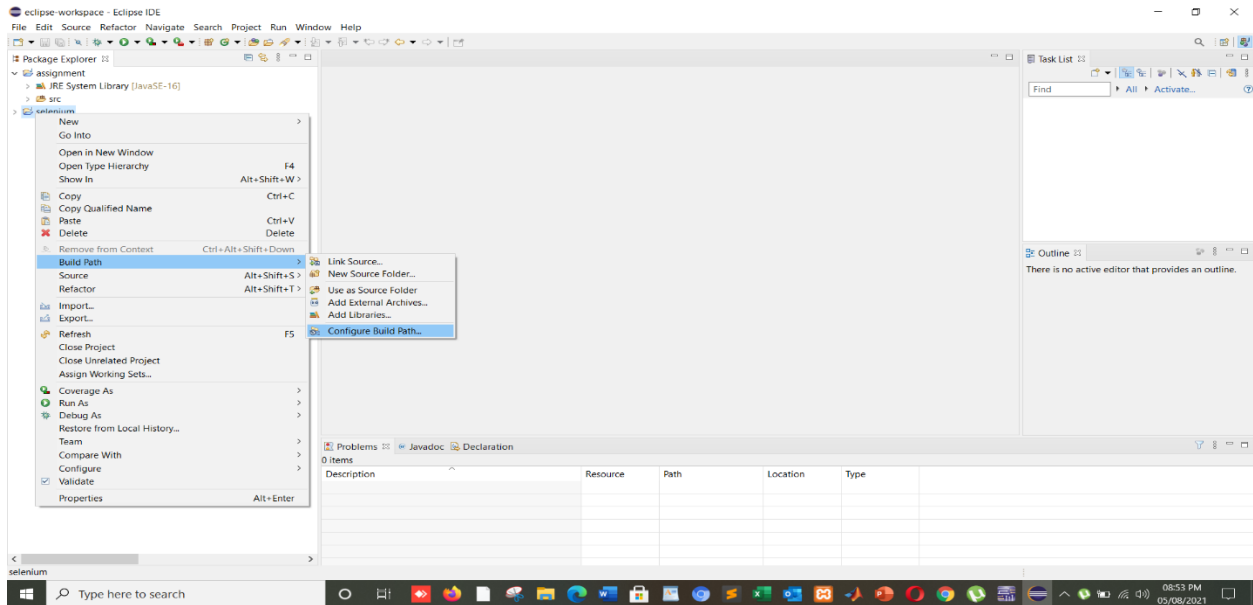 eclipse-workspace - Eclipse IDE
File Edit Source Refactor Navigate Search Project Run Window Help
Package Explorer
assignment
JRE System Library [JavaSE-16]
src
selenium
New
Go Into
Open in New Window
Open Type Hierarchy F4
Show In Alt+Shift+W >
Copy Ctrl+C
Copy Qualified Name
Paste Ctrl+V
Delete Delete
Remove from Context Ctrl+Alt+Shift+Down
Build Path
Source Alt+Shift+S >
Refactor Alt+Shift+T >
Import...
Export...
Refresh F5
Close Project
Close Unrelated Project
Assign Working Sets...
Coverage As
Run As
Debug As
Restore from Local History...
Team
Compare With
Configure
Validate
Properties Alt+Enter
Link Source...
New Source Folder...
Use as Source Folder
Add External Archives...
Add Libraries...
Configure Build Path...
Task List
Find All Activate...
Outline
There is no active editor that provides an outline.
Problems Javadoc Declaration
0 items
Description Resource Path Location Type
selenium
Type here to search
08:53 PM
05/08/2021